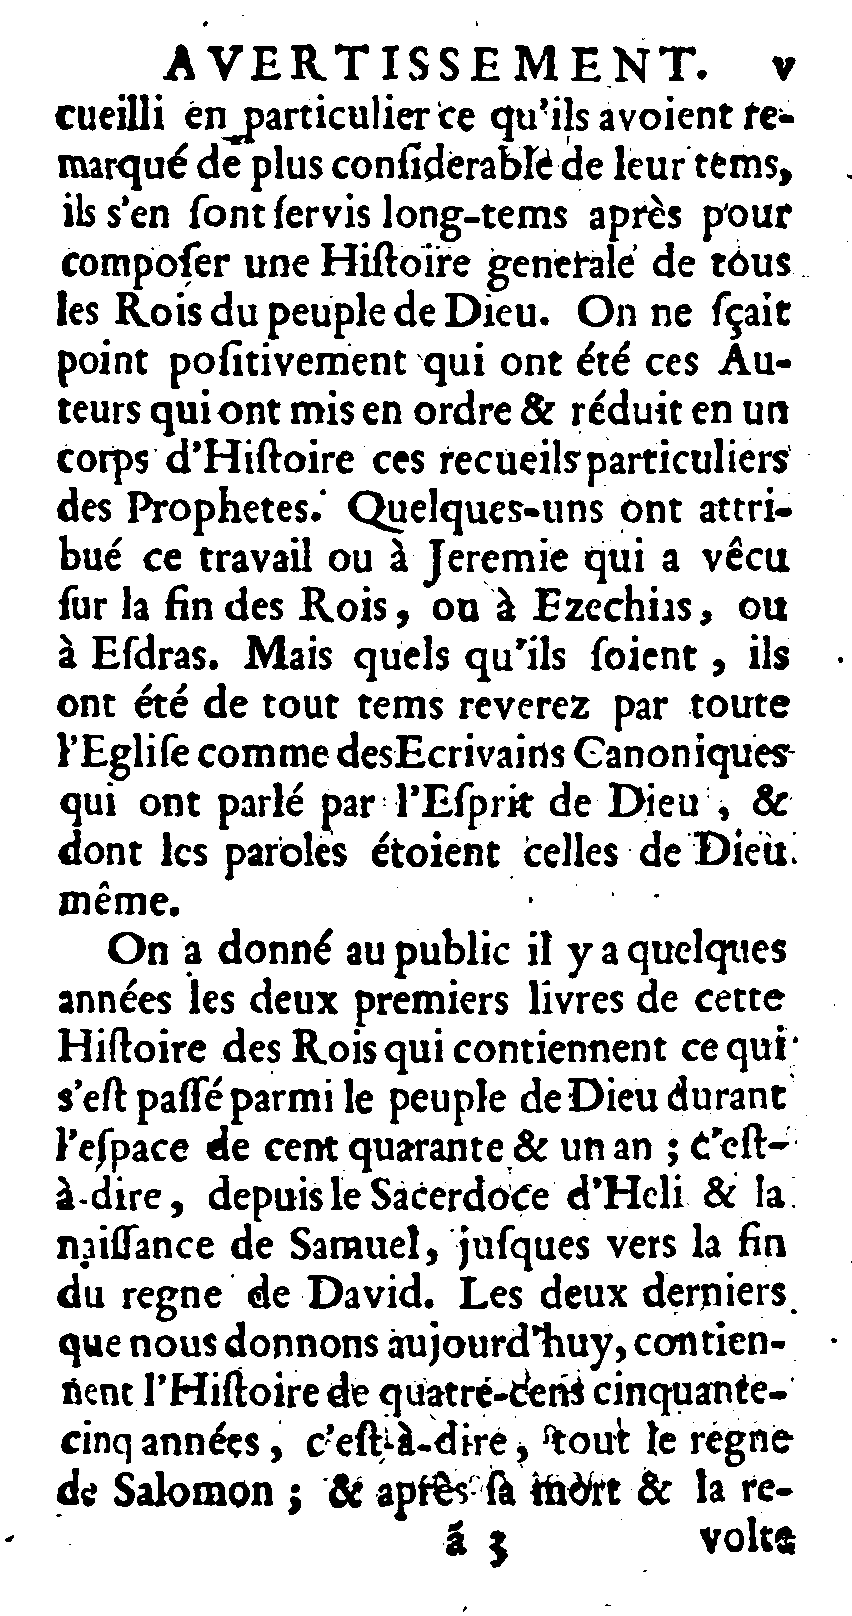 AVERTISSEMENT. v
cueilli en particulier ce qu'ils avoient re-
marqué de plus conſiderable de leur tems,
ils s'en ſont ſervis long-tems après pour
compoſer une Hiſtoire generale de tous
les Rois du peuple de Dieu. On ne ſçait
point poſitivement qui ont été ces Au-
teurs qui ont mis en ordre & réduit en un
corps d'Hiſtoire ces recueils particuliers
des Prophetes. Quelques-uns ont attri-
bué ce travail ou à Jeremie qui a vêcu
ſur la fin des Rois, ou à Ezechias, ou
à Eſdras. Mais quels qu'ils ſoient, ils
ont été de tout tems reverez par toute
l'Egliſe comme des Ecrivains Canoniques
qui ont parlé par l'Eſprit de Dieu, &
dont les paroles étoient celles de Dieu
même.
On a donné au public il y a quelques
années les deux premiers livres de cette
Hiſtoire des Rois qui contiennent ce qui
s'eſt paſſé parmi le peuple de Dieu durant
l'eſpace de cent quarante & un an ; c'eſt-
à-dire, depuis le Sacerdoce d'Heli & la
naiſſance de Samuel, juſques vers la fin
du regne de David. Les deux derniers
que nous donnons aujourd'huy, contien-
nent l'Hiſtoire de quatre-cens cinquante-
cinq années, c'eſt-à-dire, tout le regne
de Salomon ; & après ſa mort & la re-
á 3 volte